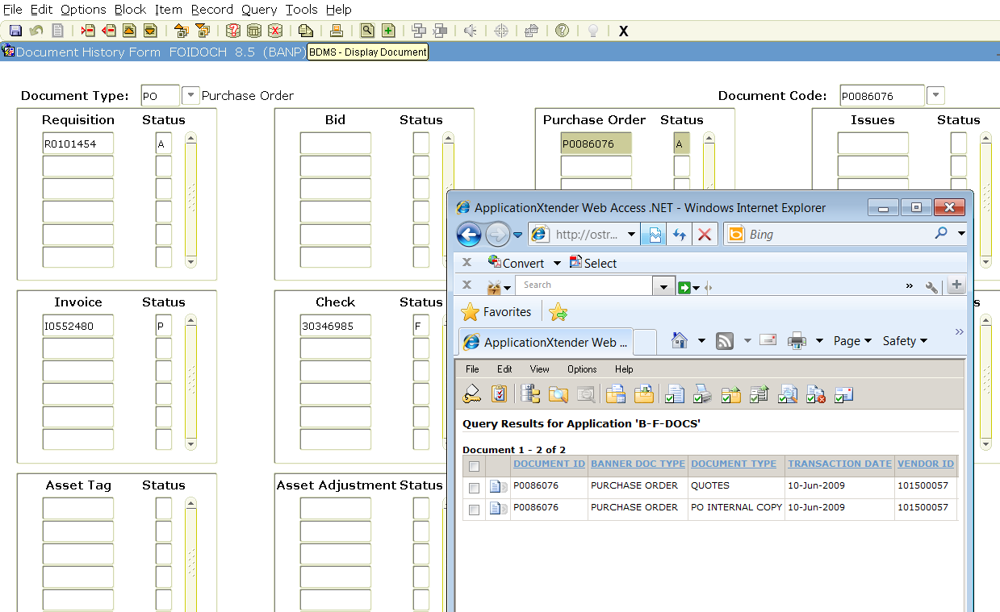 File Edit Options Block Item Record Query Tools Help
X
Document History Form FOIDOCH 8.5 (BANP)
BDMS - Display Document
Document Type: PO Purchase Order Document Code: P0086076
Requisition Status Bid Status Purchase Order Status Issues Status
R0101454 A P0086076 A
ApplicationXtender Web Access .NET - Windows Internet Explorer
http://ostr... Bing
X Convert Select
X Search »
Favorites
ApplicationXtender Web ... Page Safety »
File Edit View Options Help
Query Results for Application 'B-F-DOCS'
Document 1 - 2 of 2
DOCUMENT ID BANNER DOC TYPE DOCUMENT TYPE TRANSACTION DATE VENDOR ID
P0086076 PURCHASE ORDER QUOTES 10-Jun-2009 101500057
P0086076 PURCHASE ORDER PO INTERNAL COPY 10-Jun-2009 101500057
Invoice Status Check Status
I0552480 P 30346985 F
Asset Tag Status Asset Adjustment Status